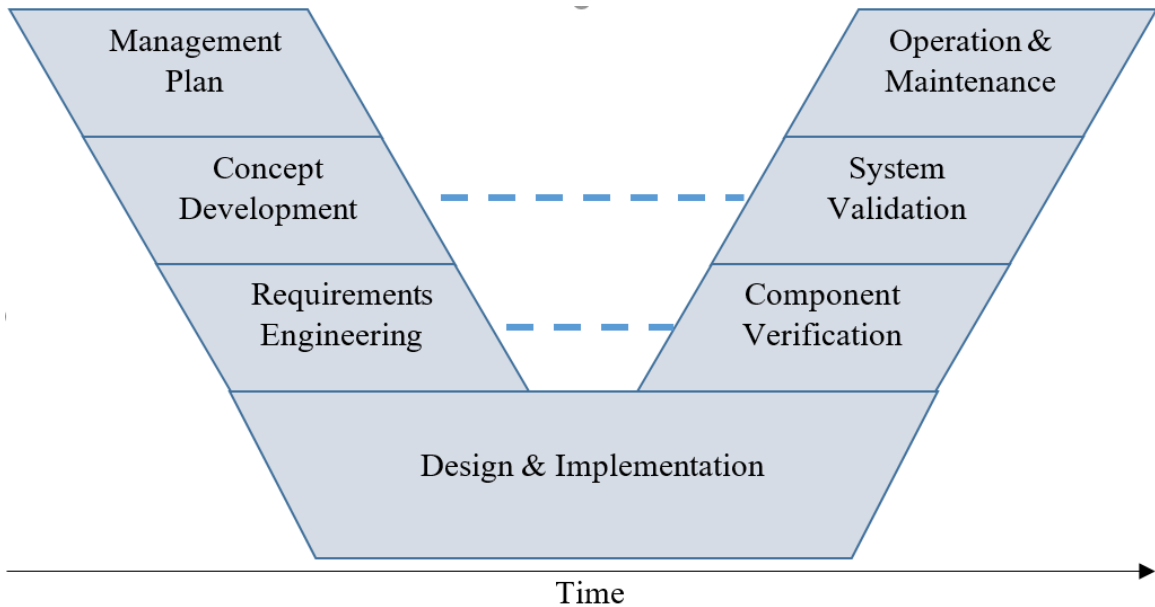 Management
Plan
Operation &
Maintenance
Concept
Development
System
Validation
Requirements
Engineering
Component
Verification
Design & Implementation
Time